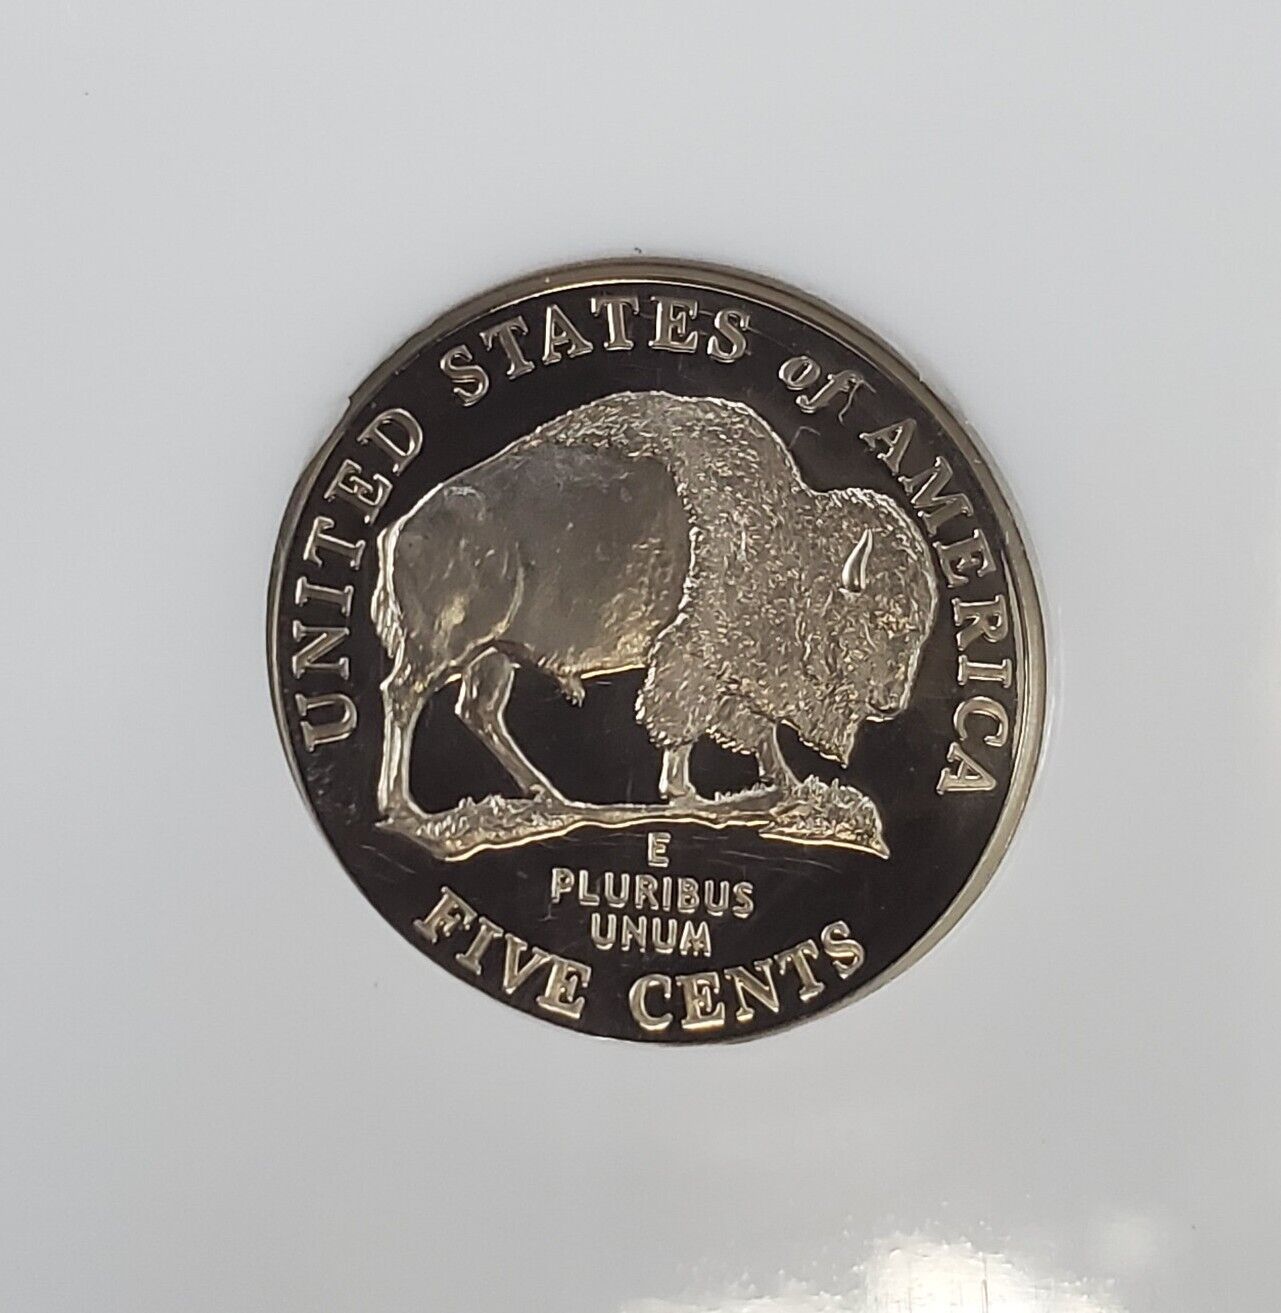 UNITED STATES of AMERICA
E
PLURIBUS
UNUM
FIVE CENTS